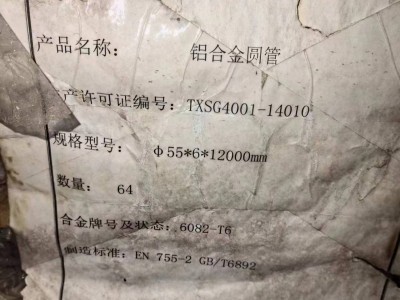 产品名称: 铝合金圆管
产许可证编号: TXSG4001-14010
规格型号: φ55*6*12000mm
数量: 64
合金牌号及状态: 6082-T6
制造标准: EN 755-2 GB/T6892